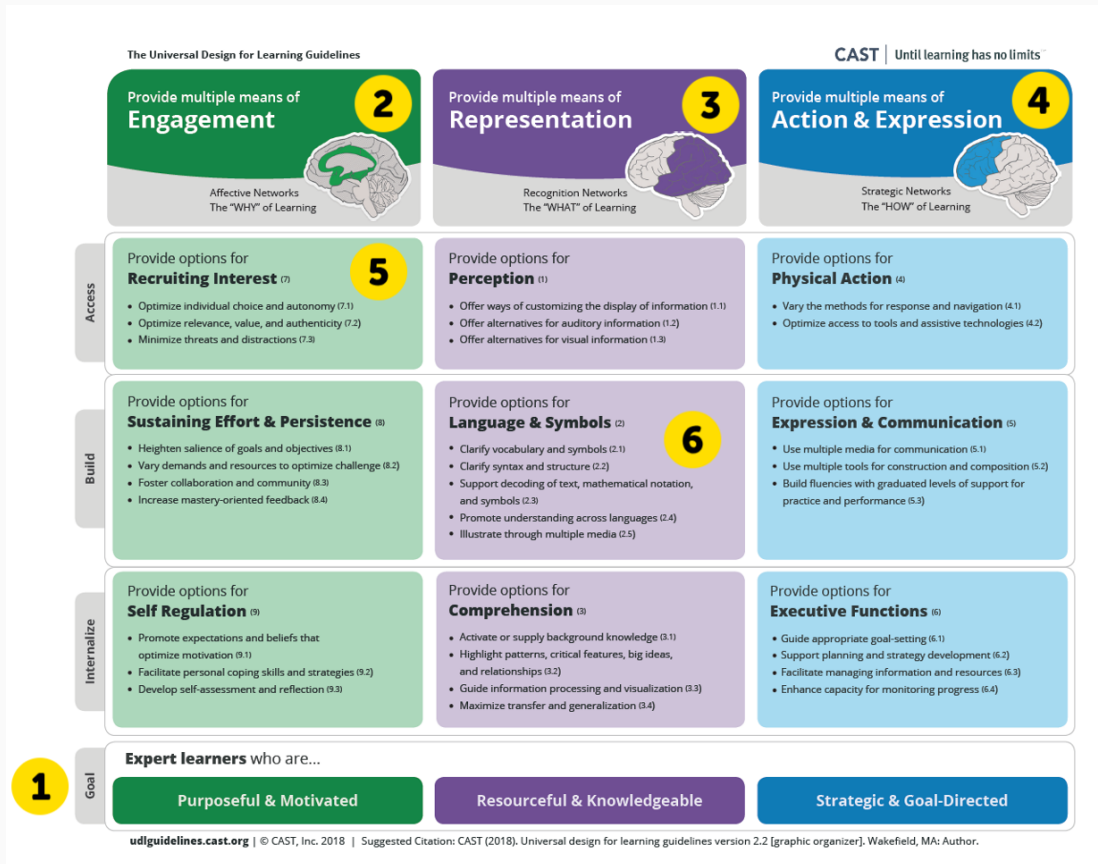 The Universal Design for Learning Guidelines
CAST | Until learning has no limits™
Provide multiple means of
Engagement
2
Affective Networks
The “WHY” of Learning
Provide multiple means of
Representation
3
Recognition Networks
The “WHAT” of Learning
Provide multiple means of
Action & Expression
4
Strategic Networks
The “HOW” of Learning
Access
Provide options for
Recruiting Interest (7)
5
• Optimize individual choice and autonomy (7.1)
• Optimize relevance, value, and authenticity (7.2)
• Minimize threats and distractions (7.3)
Provide options for
Perception (1)
• Offer ways of customizing the display of information (1.1)
• Offer alternatives for auditory information (1.2)
• Offer alternatives for visual information (1.3)
Provide options for
Physical Action (4)
• Vary the methods for response and navigation (4.1)
• Optimize access to tools and assistive technologies (4.2)
Build
Provide options for
Sustaining Effort & Persistence (8)
• Heighten salience of goals and objectives (8.1)
• Vary demands and resources to optimize challenge (8.2)
• Foster collaboration and community (8.3)
• Increase mastery-oriented feedback (8.4)
Provide options for
Language & Symbols (2)
6
• Clarify vocabulary and symbols (2.1)
• Clarify syntax and structure (2.2)
• Support decoding of text, mathematical notation,
and symbols (2.3)
• Promote understanding across languages (2.4)
• Illustrate through multiple media (2.5)
Provide options for
Expression & Communication (5)
• Use multiple media for communication (5.1)
• Use multiple tools for construction and composition (5.2)
• Build fluencies with graduated levels of support for
practice and performance (5.3)
Internalize
Provide options for
Self Regulation (9)
• Promote expectations and beliefs that
optimize motivation (9.1)
• Facilitate personal coping skills and strategies (9.2)
• Develop self-assessment and reflection (9.3)
Provide options for
Comprehension (3)
• Activate or supply background knowledge (3.1)
• Highlight patterns, critical features, big ideas,
and relationships (3.2)
• Guide information processing and visualization (3.3)
• Maximize transfer and generalization (3.4)
Provide options for
Executive Functions (6)
• Guide appropriate goal-setting (6.1)
• Support planning and strategy development (6.2)
• Facilitate managing information and resources (6.3)
• Enhance capacity for monitoring progress (6.4)
1
Goal
Expert learners who are...
Purposeful & Motivated
Resourceful & Knowledgeable
Strategic & Goal-Directed
udlguidelines.cast.org | © CAST, Inc. 2018 | Suggested Citation: CAST (2018). Universal design for learning guidelines version 2.2 [graphic organizer]. Wakefield, MA: Author.